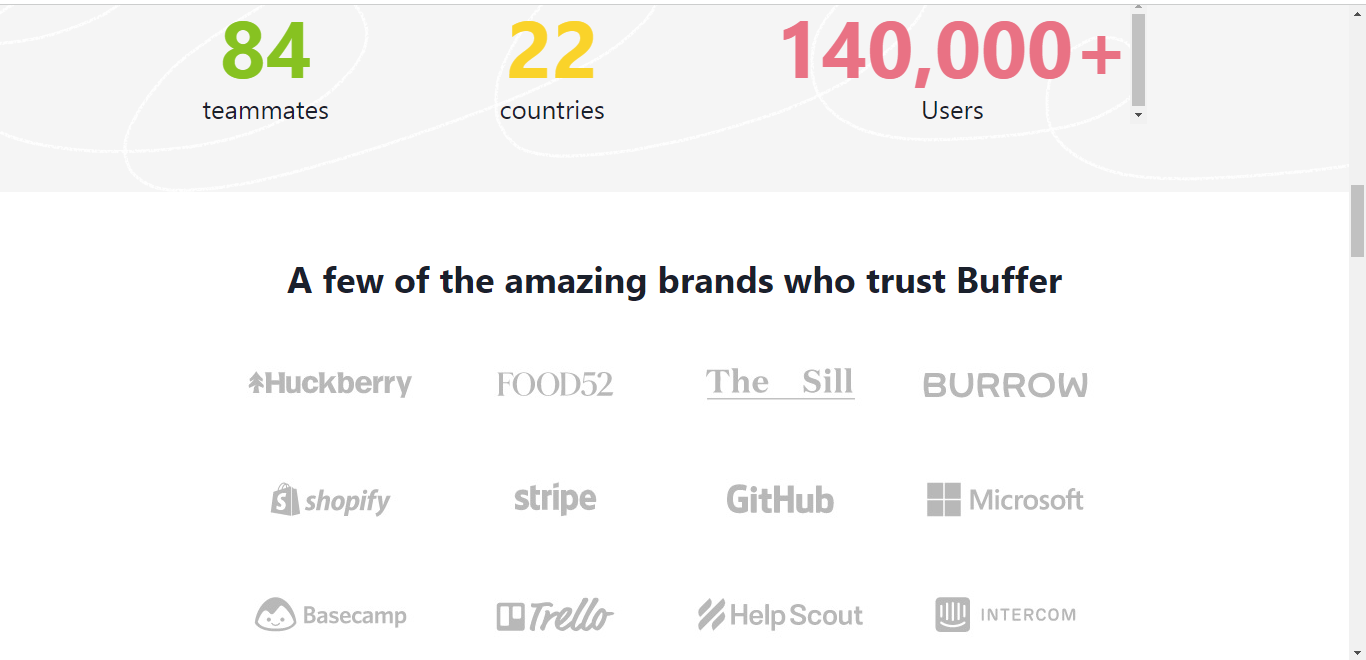 84 22 140,000+
teammates countries Users
A few of the amazing brands who trust Buffer
Huckberry FOOD52 The Sill BURROW
shopify stripe GitHub Microsoft
Basecamp Trello Help Scout INTERCOM